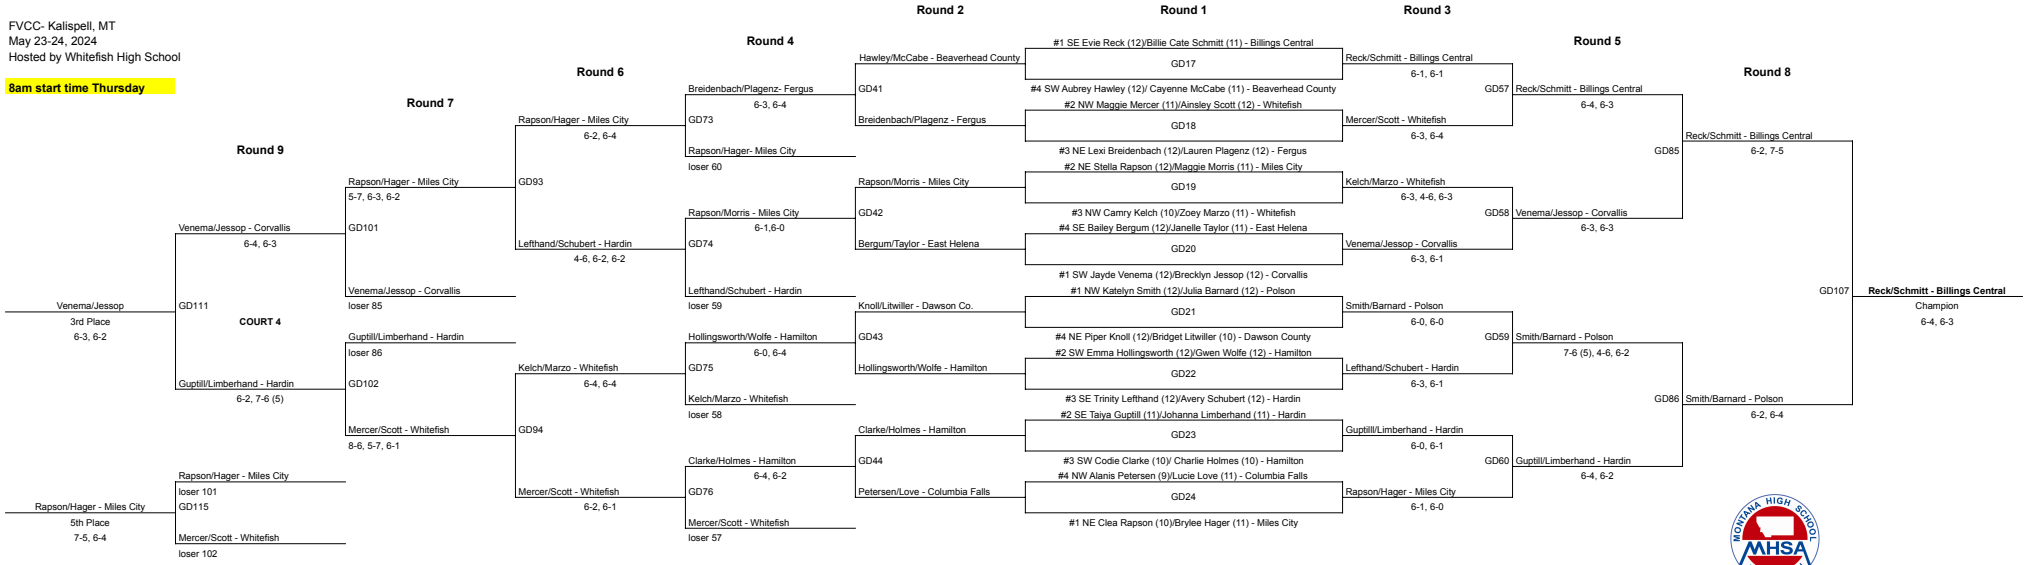 Round 2
Round 1
Round 3
FVCC- Kalispell, MT
May 23-24, 2024
Hosted by Whitefish High School
8am start time Thursday
Round 4
Round 5
Round 6
Round 8
Round 7
Round 9
#1 SE Evie Reck (12)/Billie Cate Schmitt (11) - Billings Central
GD17
#4 SW Aubrey Hawley (12)/ Cayenne McCabe (11) - Beaverhead County
#2 NW Maggie Mercer (11)/Ainsley Scott (12) - Whitefish
GD18
#3 NE Lexi Breidenbach (12)/Lauren Plagenz (12) - Fergus
#2 NE Stella Rapson (12)/Maggie Morris (11) - Miles City
GD19
#3 NW Camry Kelch (10)/Zoey Marzo (11) - Whitefish
#4 SE Bailey Bergum (12)/Janelle Taylor (11) - East Helena
GD20
#1 SW Jayde Venema (12)/Brecklyn Jessop (12) - Corvallis
#1 NW Katelyn Smith (12)/Julia Barnard (12) - Polson
GD21
#4 NE Piper Knoll (12)/Bridget Litwiller (10) - Dawson County
#2 SW Emma Hollingsworth (12)/Gwen Wolfe (12) - Hamilton
GD22
#3 SE Trinity Lefthand (12)/Avery Schubert (12) - Hardin
#2 SE Taiya Guptill (11)/Johanna Limberhand (11) - Hardin
GD23
#3 SW Codie Clarke (10)/ Charlie Holmes (10) - Hamilton
#4 NW Alanis Petersen (9)/Lucie Love (11) - Columbia Falls
GD24
#1 NE Clea Rapson (10)/Brylee Hager (11) - Miles City
Hawley/McCabe - Beaverhead County
GD41
Breidenbach/Plagenz - Fergus
Rapson/Morris - Miles City
GD42
Bergum/Taylor - East Helena
Knoll/Litwiller - Dawson Co.
GD43
Hollingsworth/Wolfe - Hamilton
Clarke/Holmes - Hamilton
GD44
Petersen/Love - Columbia Falls
Reck/Schmitt - Billings Central
6-1, 6-1
GD57
Mercer/Scott - Whitefish
6-3, 6-4
Kelch/Marzo - Whitefish
6-3, 4-6, 6-3
GD58
Venema/Jessop - Corvallis
6-3, 6-1
Smith/Barnard - Polson
6-0, 6-0
GD59
Lefthand/Schubert - Hardin
6-3, 6-1
Guptilll/Limberhand - Hardin
6-0, 6-1
GD60
Rapson/Hager - Miles City
6-1, 6-0
Breidenbach/Plagenz- Fergus
6-3, 6-4
GD73
Rapson/Hager- Miles City
loser 60
Rapson/Morris - Miles City
6-1,6-0
GD74
Lefthand/Schubert - Hardin
loser 59
Hollingsworth/Wolfe - Hamilton
6-0, 6-4
GD75
Kelch/Marzo - Whitefish
loser 58
Clarke/Holmes - Hamilton
6-4, 6-2
GD76
Mercer/Scott - Whitefish
loser 57
Reck/Schmitt - Billings Central
6-4, 6-3
GD85
Venema/Jessop - Corvallis
6-3, 6-3
Smith/Barnard - Polson
7-6 (5), 4-6, 6-2
GD86
Guptill/Limberhand - Hardin
6-4, 6-2
Rapson/Hager - Miles City
6-2, 6-4
GD93
Lefthand/Schubert - Hardin
4-6, 6-2, 6-2
Kelch/Marzo - Whitefish
6-4, 6-4
GD94
Mercer/Scott - Whitefish
6-2, 6-1
Rapson/Hager - Miles City
5-7, 6-3, 6-2
GD101
Venema/Jessop - Corvallis
loser 85
Guptill/Limberhand - Hardin
loser 86
GD102
Mercer/Scott - Whitefish
8-6, 5-7, 6-1
Reck/Schmitt - Billings Central
6-2, 7-5
GD107
Smith/Barnard - Polson
6-2, 6-4
Reck/Schmitt - Billings Central
Champion
6-4, 6-3
Venema/Jessop - Corvallis
6-4, 6-3
GD111
COURT 4
Guptill/Limberhand - Hardin
6-2, 7-6 (5)
Venema/Jessop
3rd Place
6-3, 6-2
Rapson/Hager - Miles City
loser 101
GD115
Mercer/Scott - Whitefish
loser 102
Rapson/Hager - Miles City
5th Place
7-5, 6-4
MONTANA HIGH SCHOOL
MHSA